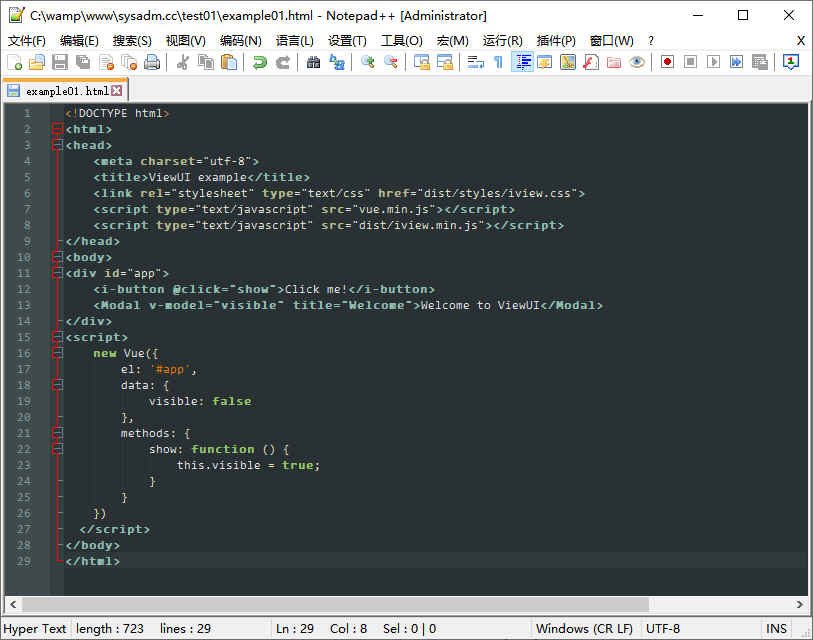 C:\wamp\www\sysadm.cc\test01\example01.html - Notepad++ [Administrator]
文件(F) 编辑(E) 搜索(S) 视图(V) 编码(N) 语言(L) 设置(T) 工具(O) 宏(M) 运行(R) 插件(P) 窗口(W) ? X
example01.html
1 <!DOCTYPE html>
2 <html>
3 <head>
4 <meta charset="utf-8">
5 <title>ViewUI example</title>
6 <link rel="stylesheet" type="text/css" href="dist/styles/iview.css">
7 <script type="text/javascript" src="vue.min.js"></script>
8 <script type="text/javascript" src="dist/iview.min.js"></script>
9 </head>
10 <body>
11 <div id="app">
12 <i-button @click="show">Click me!</i-button>
13 <Modal v-model="visible" title="Welcome">Welcome to ViewUI</Modal>
14 </div>
15 <script>
16 new Vue({
17 el: '#app',
18 data: {
19 visible: false
20 },
21 methods: {
22 show: function () {
23 this.visible = true;
24 }
25 }
26 })
27 </script>
28 </body>
29 </html>
Hyper Text length : 723 lines : 29 Ln : 29 Col : 8 Sel : 0 | 0 Windows (CR LF) UTF-8 INS